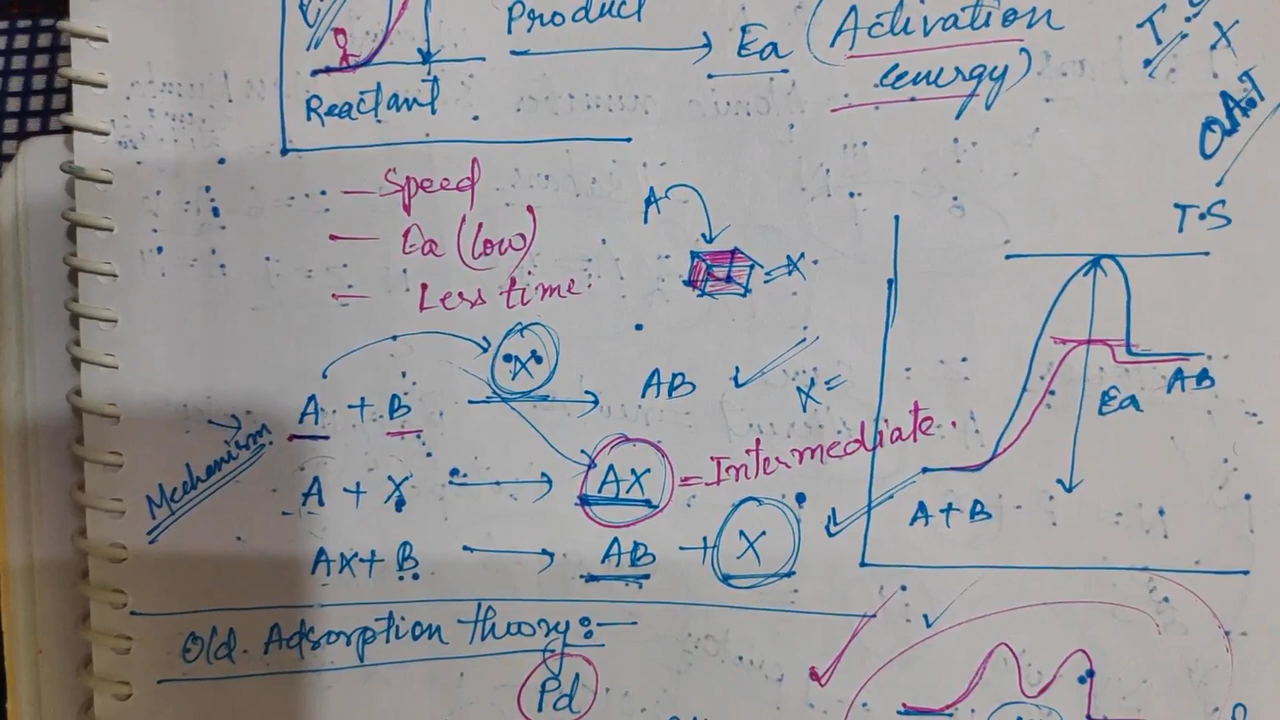 Product
Ea (Activation
energy)
Reactant
T.S
X
— Speed
— Ea (low)
— Less time.
A
= X
T.S
A + B
X
AB
X =
Mechanism
A + X
AX = Intermediate.
AX + B
AB + X
Ea
AB
A+B
Old. Adsorption theory:—
Pd